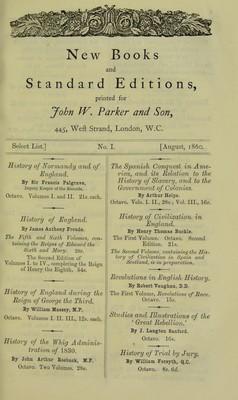 New Books
and
Standard Editions,
printed for
John W. Parker and Son,
445, West Strand, London, W.C.
Select List.]
No. I.
[August, 1860.
History of Normandy and of
England.
By Sir Francis Palgrave,
Deputy Keeper of the Records.
Octavo. Volumes I. and II. 21s. each.
History of England.
By James Anthony Froude.
The Fifth and Sixth Volumes, con-
taining the Reigns of Edward the
Sixth and Mary. 28s.
The Second Edition of
Volumes I. to IV., completing the Reign
of Henry the Eighth. 54s.
History of England during the
Reign of George the Third.
By William Massey, M.P.
Octavo. Volumes I. II. III., 12s. each.
History of the Whig Adminis-
tration of 1830.
By John Arthur Roebuck, M.P.
Octavo. Two Volumes. 28s.
The Spanish Conquest in Ame-
rica, and its Relation to the
History of Slavery, and to the
Government of Colonies.
By Arthur Helps.
Octavo. Vols. I. II., 28s.; Vol. III., 16s.
History of Civilization in
England.
By Henry Thomas Buckle.
The First Volume. Octavo. Second
Edition. 21s.
The Second Volume, containing the His-
tory of Civilization in Spain and
Scotland, is in preparation.
Revolutions in English History.
By Robert Vaughan, D.D.
The First Volume, Revolutions of Race.
Octavo. 15s.
Studies and Illustrations of the
'Great Rebellion.'
By J. Langton Sanford.
Octavo. 16s.
History of Trial by Jury.
By William Forsyth, Q.C.
Octavo. 8s. 6d.